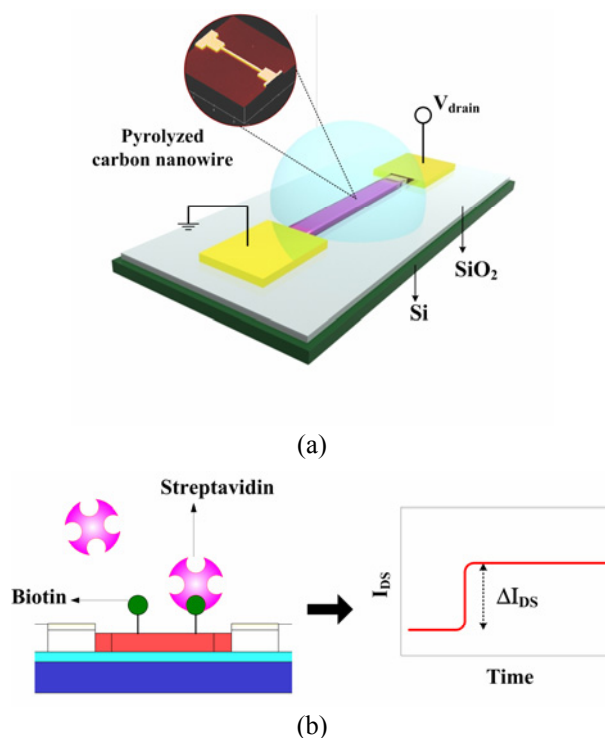 V_drain
Pyrolyzed
carbon nanowire
SiO₂
Si
(a)
Streptavidin
Biotin
I_DS
ΔI_DS
Time
(b)